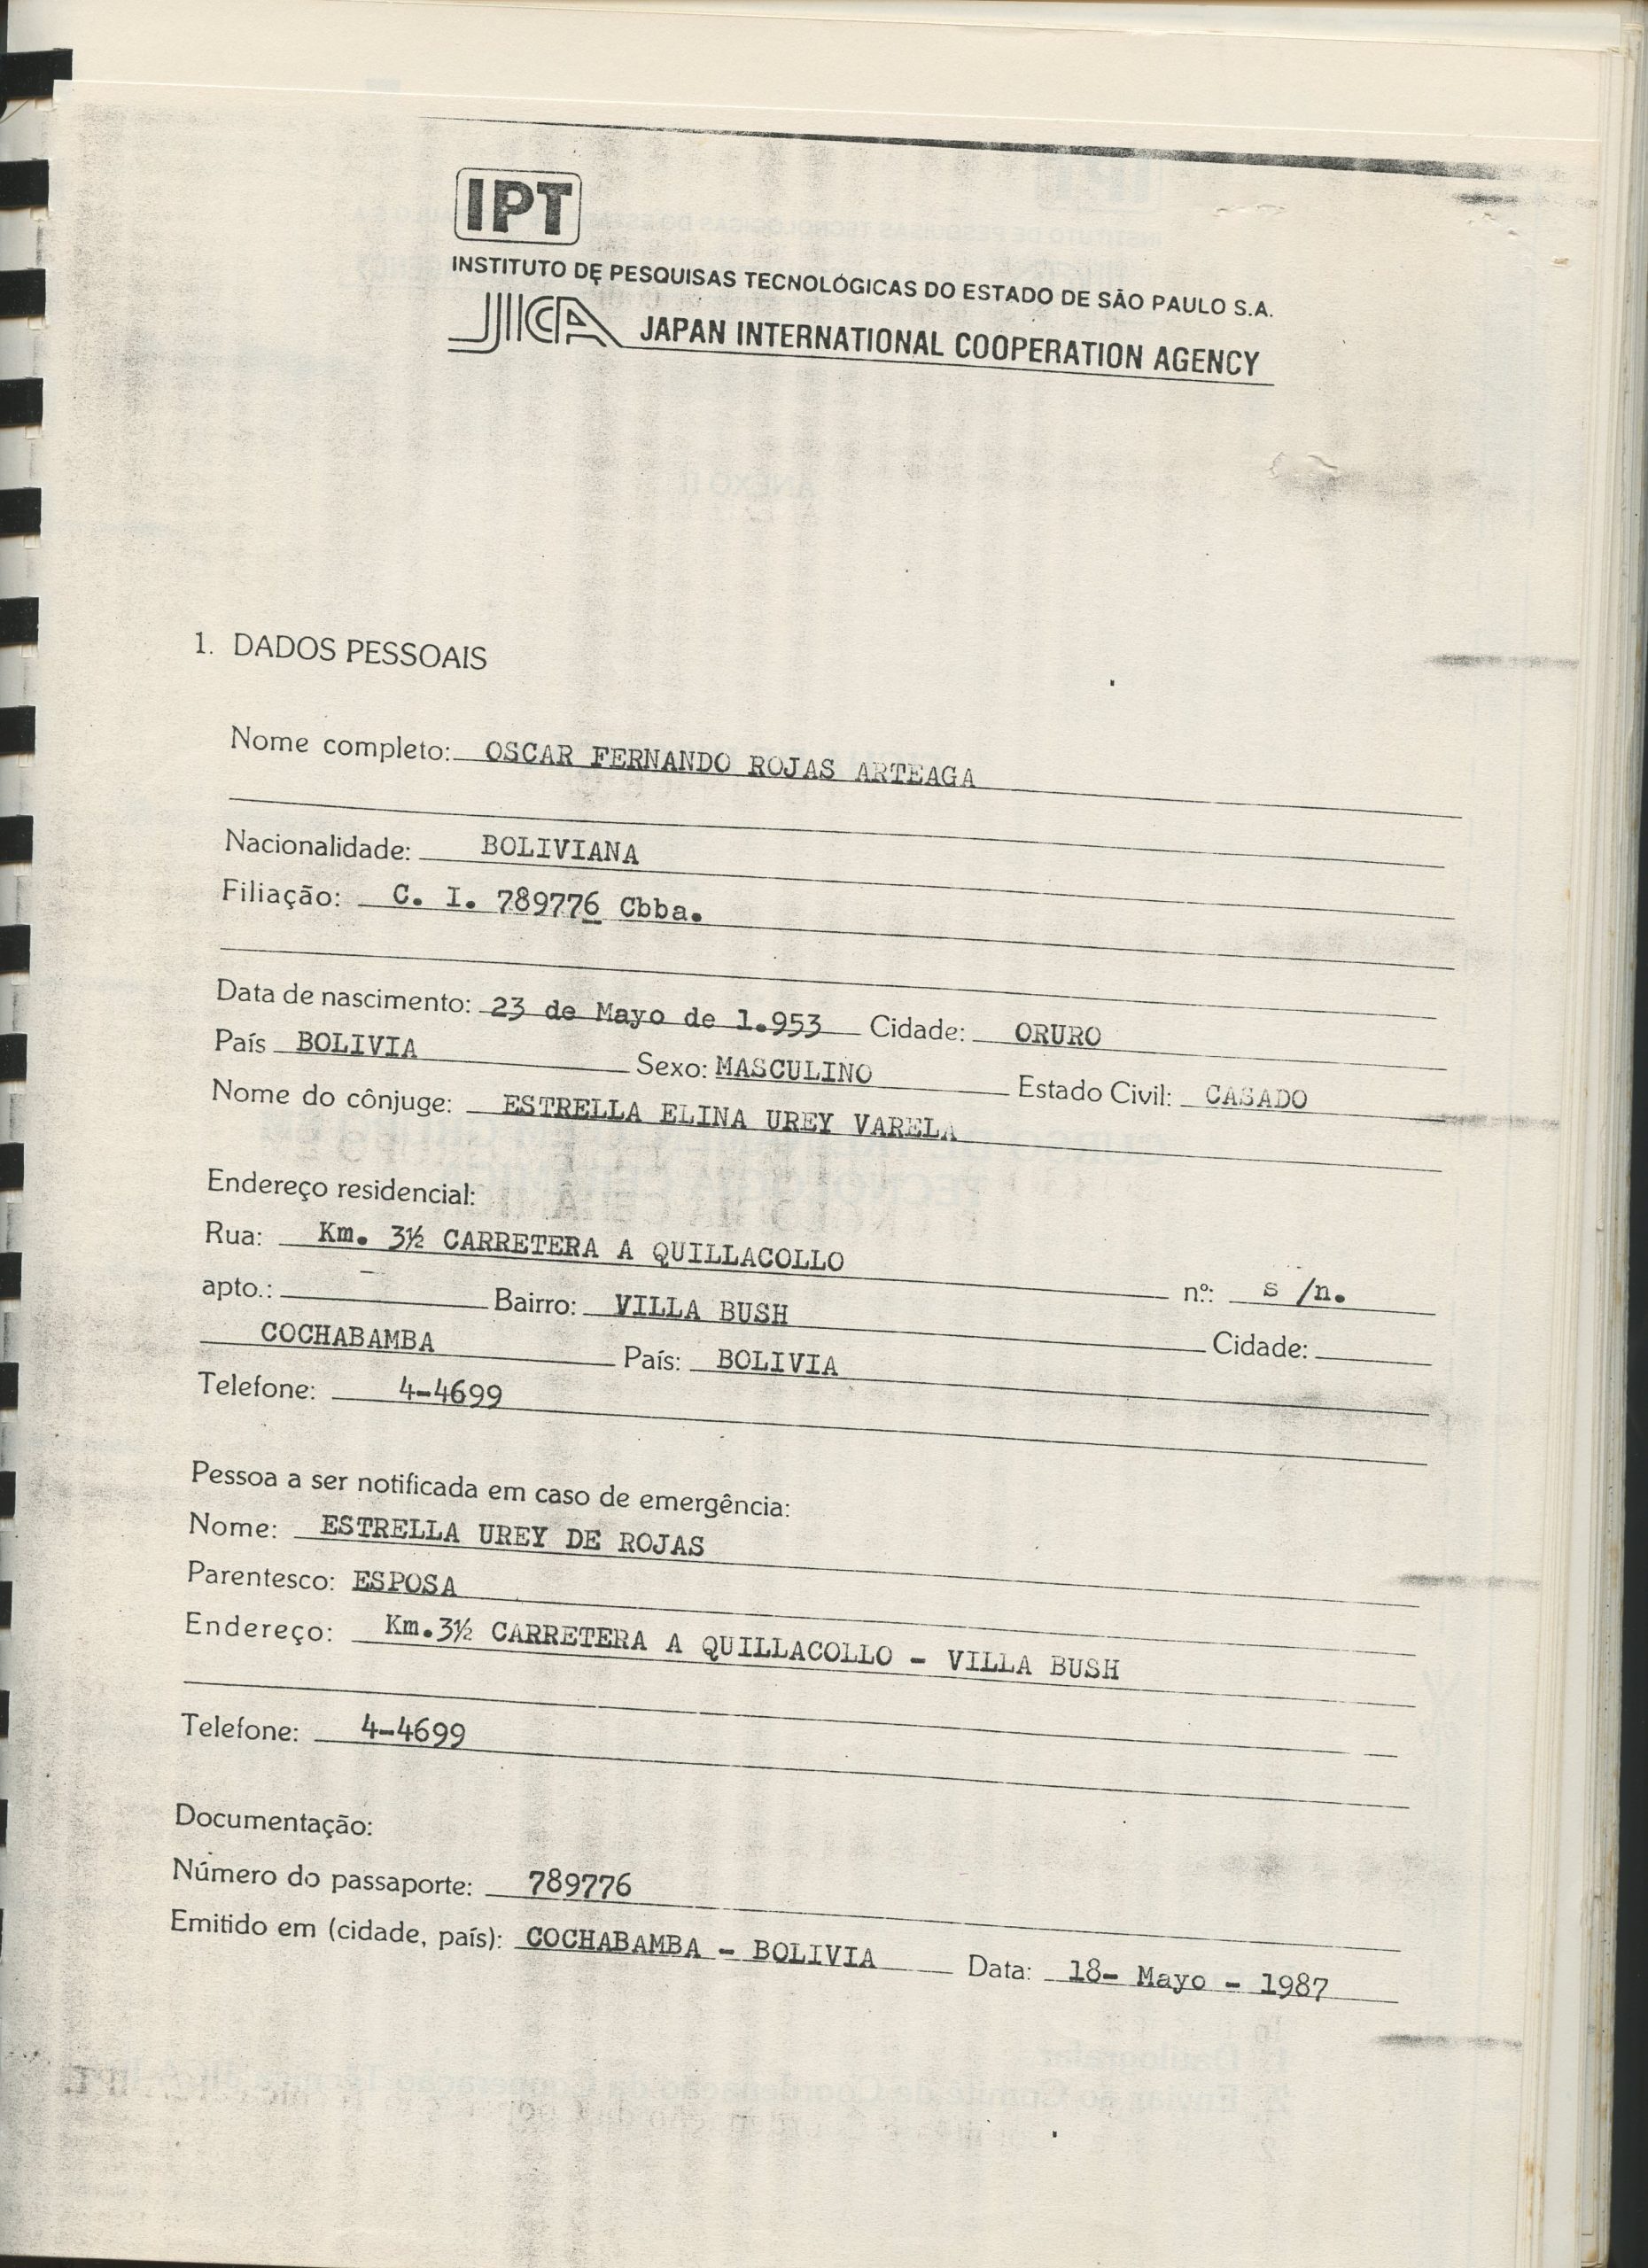 IPT
INSTITUTO DE PESQUISAS TECNOLÓGICAS DO ESTADO DE SÃO PAULO S.A.
JICA JAPAN INTERNATIONAL COOPERATION AGENCY
1. DADOS PESSOAIS
Nome completo: OSCAR FERNANDO ROJAS ARTEAGA
Nacionalidade: BOLIVIANA
Filiação: C. I. 789776 Cbba.
Data de nascimento: 23 de Mayo de 1.953 Cidade: ORURO
País BOLIVIA Sexo: MASCULINO Estado Civil: CASADO
Nome do cônjuge: ESTRELLA ELINA UREY VARELA
Endereço residencial:
Rua: Km. 3½ CARRETERA A QUILLACOLLO nº: s/n.
apto.: - Bairro: VILLA BUSH Cidade:
COCHABAMBA País: BOLIVIA
Telefone: 4-4699
Pessoa a ser notificada em caso de emergência:
Nome: ESTRELLA UREY DE ROJAS
Parentesco: ESPOSA
Endereço: Km.3½ CARRETERA A QUILLACOLLO - VILLA BUSH
Telefone: 4-4699
Documentação:
Número do passaporte: 789776
Emitido em (cidade, país): COCHABAMBA - BOLIVIA Data: 18- Mayo - 1987